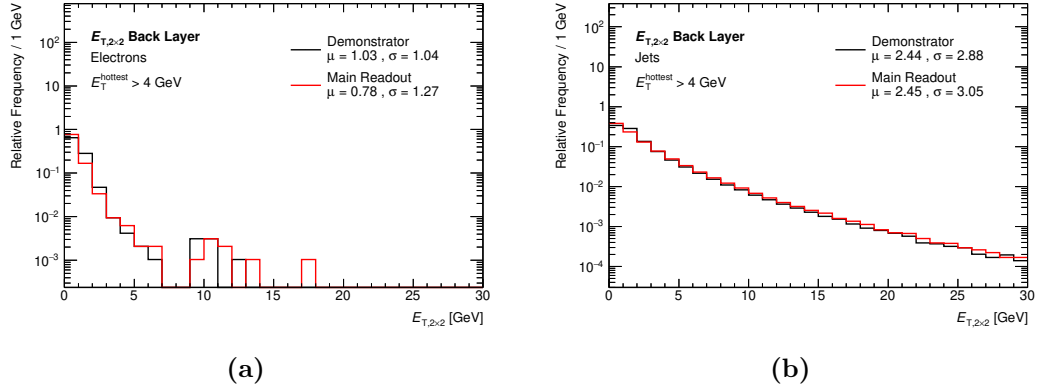 E_T,2×2 Back Layer
Electrons
E_T^hottest > 4 GeV
Demonstrator
μ = 1.03 , σ = 1.04
Main Readout
μ = 0.78 , σ = 1.27
Relative Frequency / 1 GeV
10²
10
1
10⁻¹
10⁻²
10⁻³
0 5 10 15 20 25 30
E_T,2×2 [GeV]
(a)
E_T,2×2 Back Layer
Jets
E_T^hottest > 4 GeV
Demonstrator
μ = 2.44 , σ = 2.88
Main Readout
μ = 2.45 , σ = 3.05
Relative Frequency / 1 GeV
10²
10
1
10⁻¹
10⁻²
10⁻³
10⁻⁴
0 5 10 15 20 25 30
E_T,2×2 [GeV]
(b)